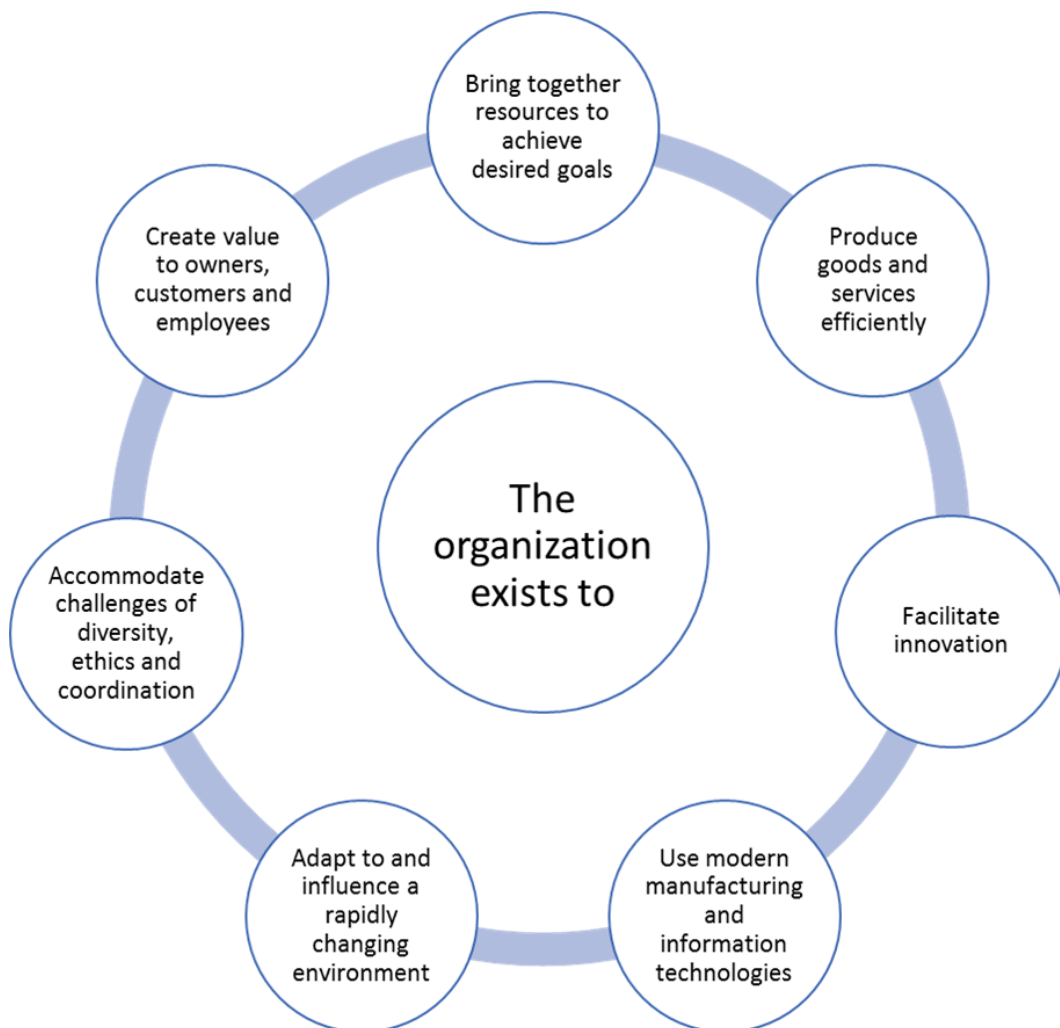 Bring together
resources to
achieve
desired goals
Produce
goods and
services
efficiently
Facilitate
innovation
Use modern
manufacturing
and
information
technologies
Adapt to and
influence a
rapidly
changing
environment
Accommodate
challenges of
diversity,
ethics and
coordination
Create value
to owners,
customers and
employees
The
organization
exists to